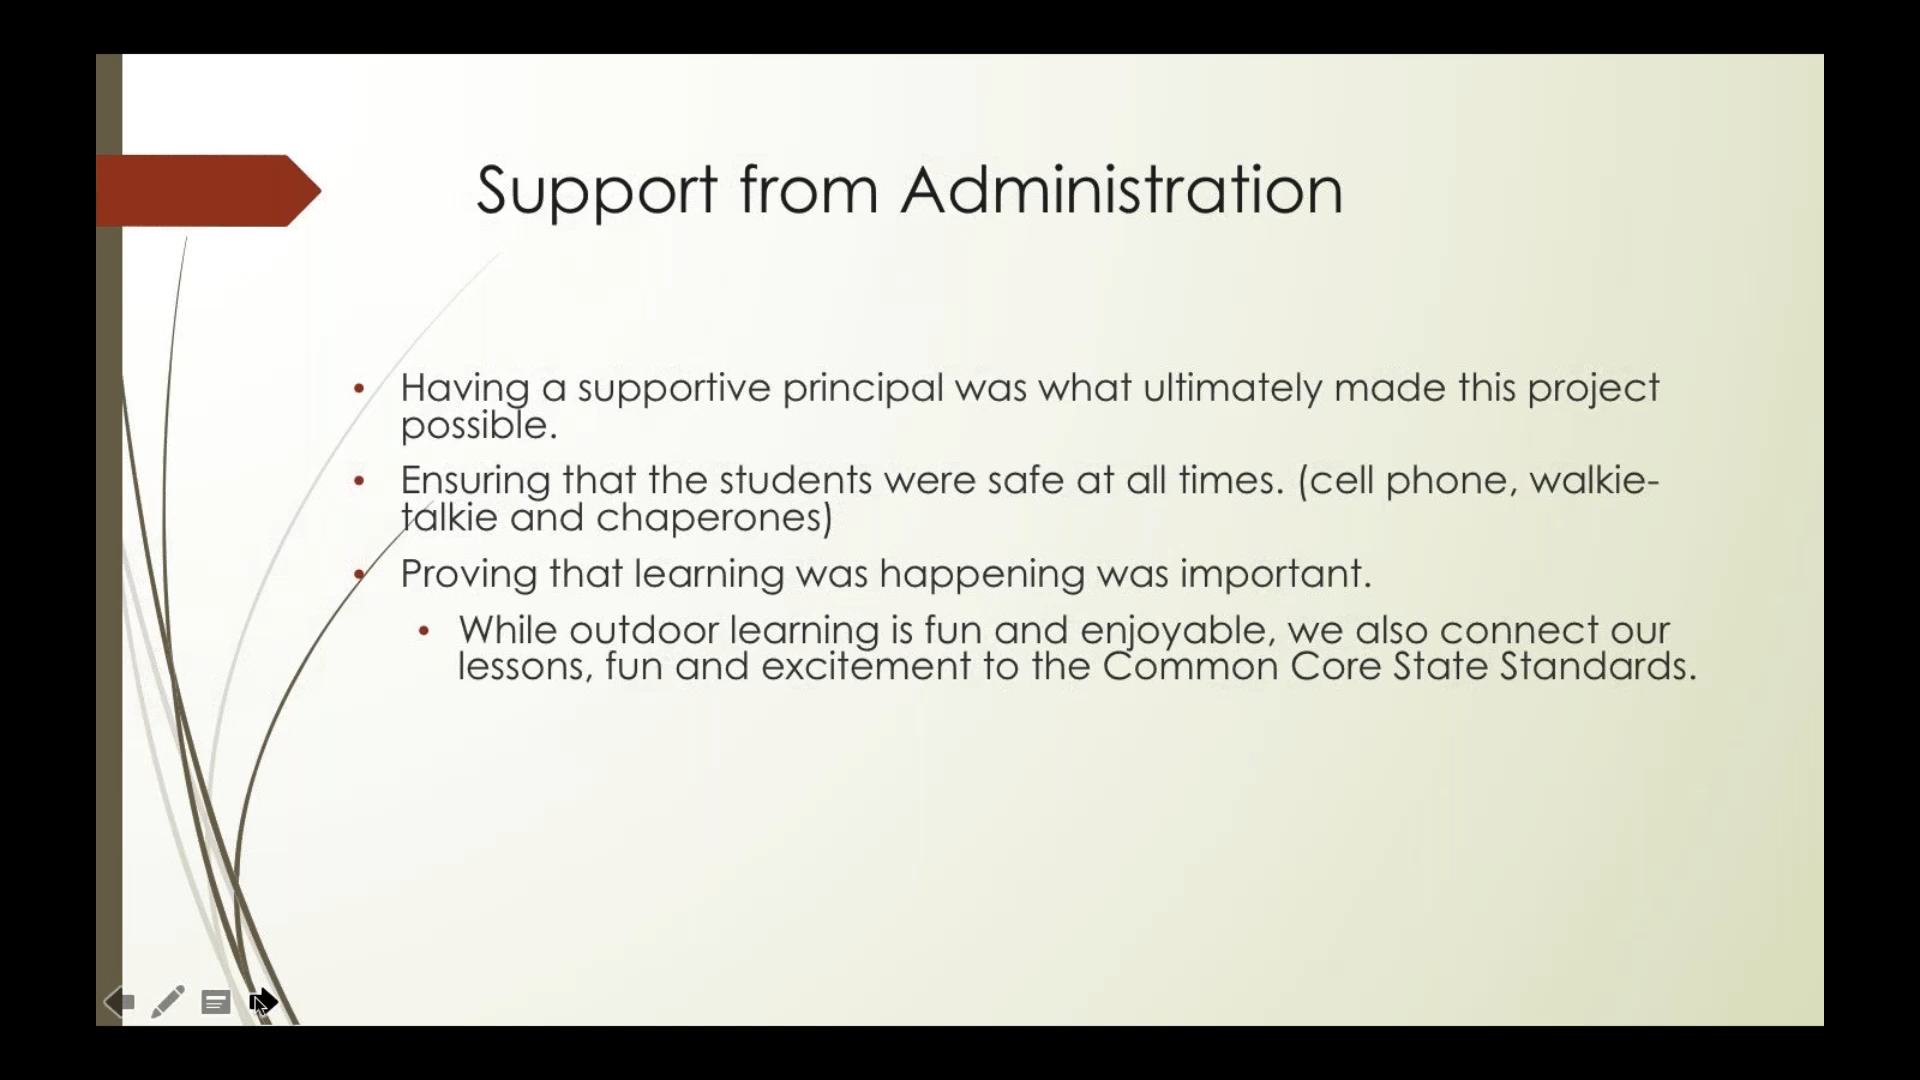 Support from Administration
• Having a supportive principal was what ultimately made this project
possible.
• Ensuring that the students were safe at all times. (cell phone, walkie-
talkie and chaperones)
• Proving that learning was happening was important.
• While outdoor learning is fun and enjoyable, we also connect our
lessons, fun and excitement to the Common Core State Standards.